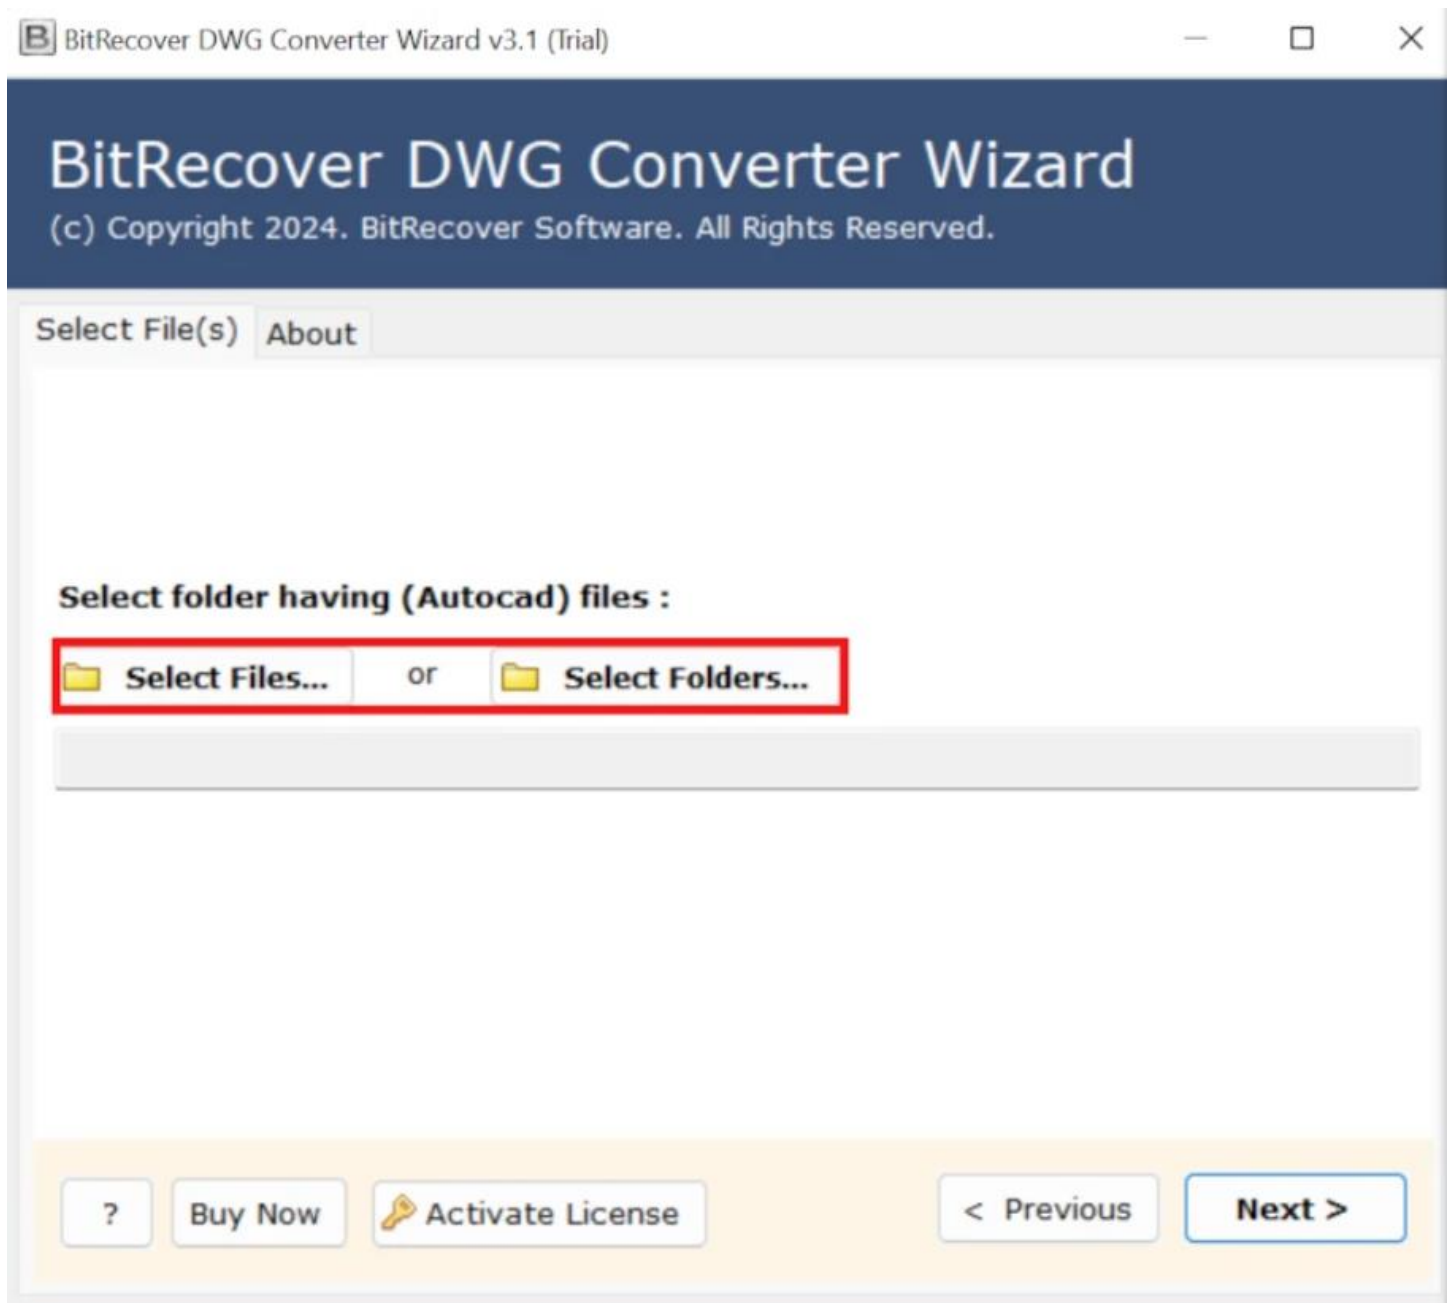 B BitRecover DWG Converter Wizard v3.1 (Trial)
BitRecover DWG Converter Wizard
(c) Copyright 2024. BitRecover Software. All Rights Reserved.
Select File(s) About
Select folder having (Autocad) files :
Select Files... or Select Folders...
? Buy Now Activate License < Previous Next >